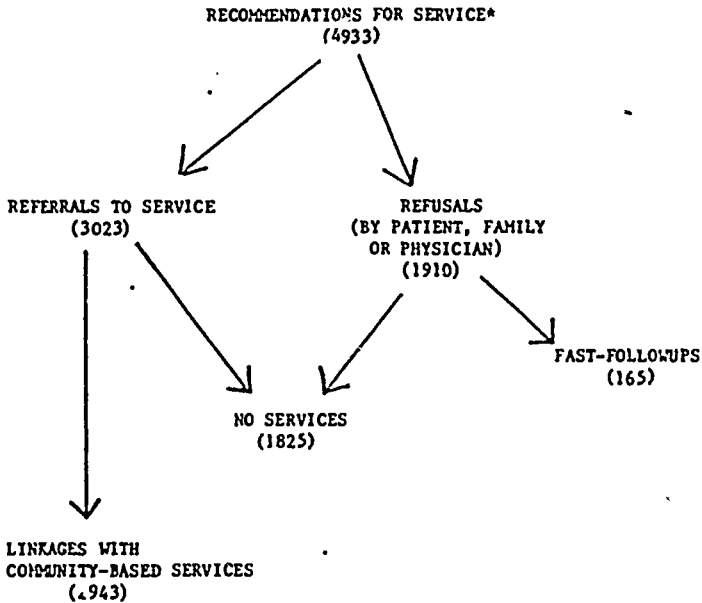 RECOMMENDATIONS FOR SERVICE*
(4933)
REFERRALS TO SERVICE
(3023)
REFUSALS
(BY PATIENT, FAMILY
OR PHYSICIAN)
(1910)
FAST-FOLLOWUPS
(165)
NO SERVICES
(1825)
LINKAGES WITH
COMMUNITY-BASED SERVICES